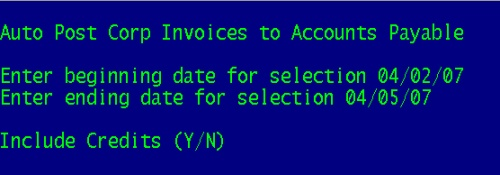 Auto Post Corp Invoices to Accounts Payable
Enter beginning date for selection 04/02/07
Enter ending date for selection 04/05/07
Include Credits (Y/N)